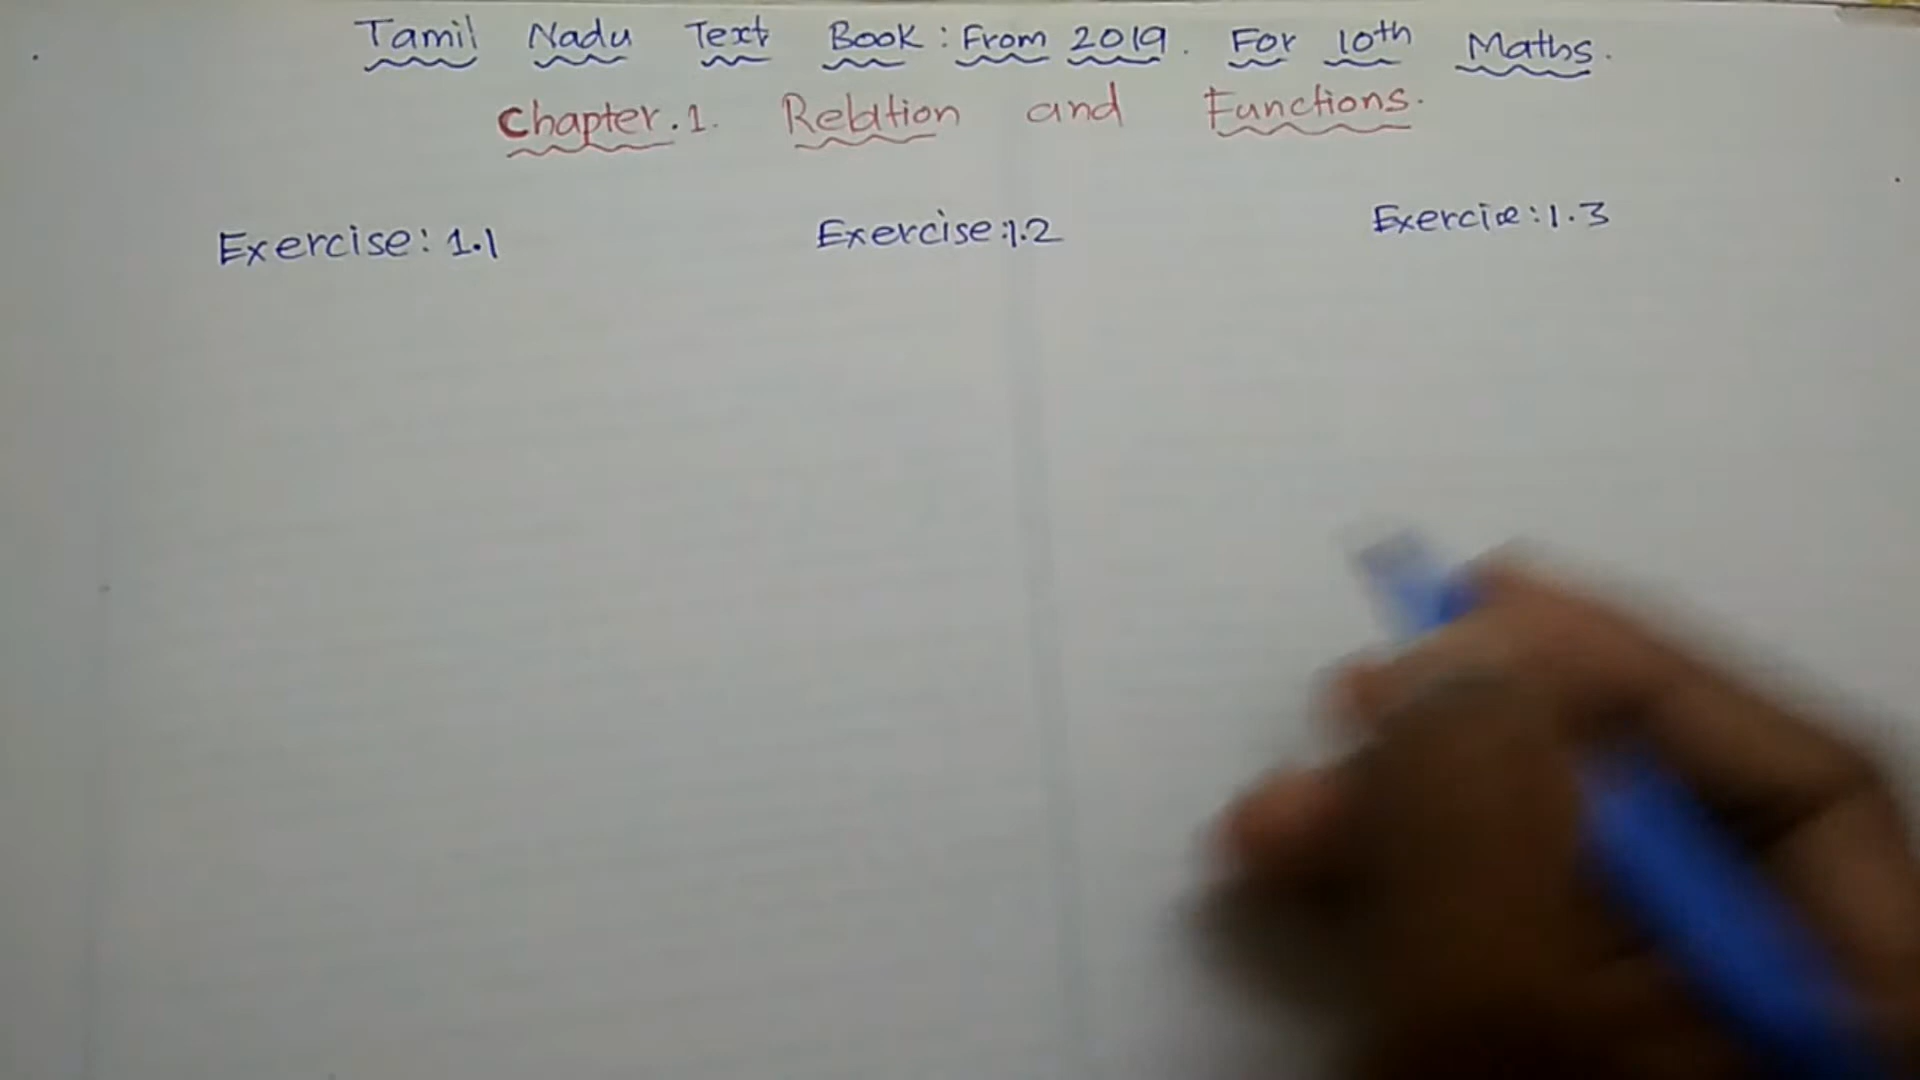 Tamil Nadu Text Book : From 2019. For 10th Maths.
Chapter.1. Relation and Functions.
Exercise: 1.1 Exercise:1.2 Exercise:1.3